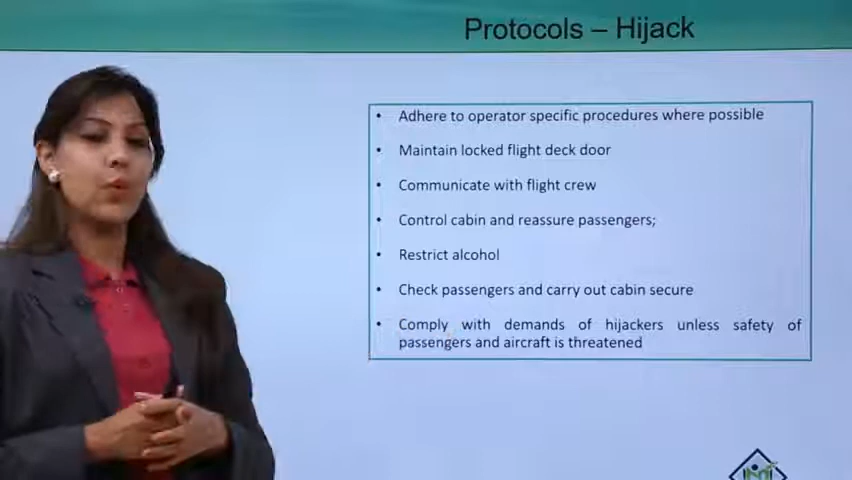 Protocols – Hijack
• Adhere to operator specific procedures where possible
• Maintain locked flight deck door
• Communicate with flight crew
• Control cabin and reassure passengers;
• Restrict alcohol
• Check passengers and carry out cabin secure
• Comply with demands of hijackers unless safety of
passengers and aircraft is threatened